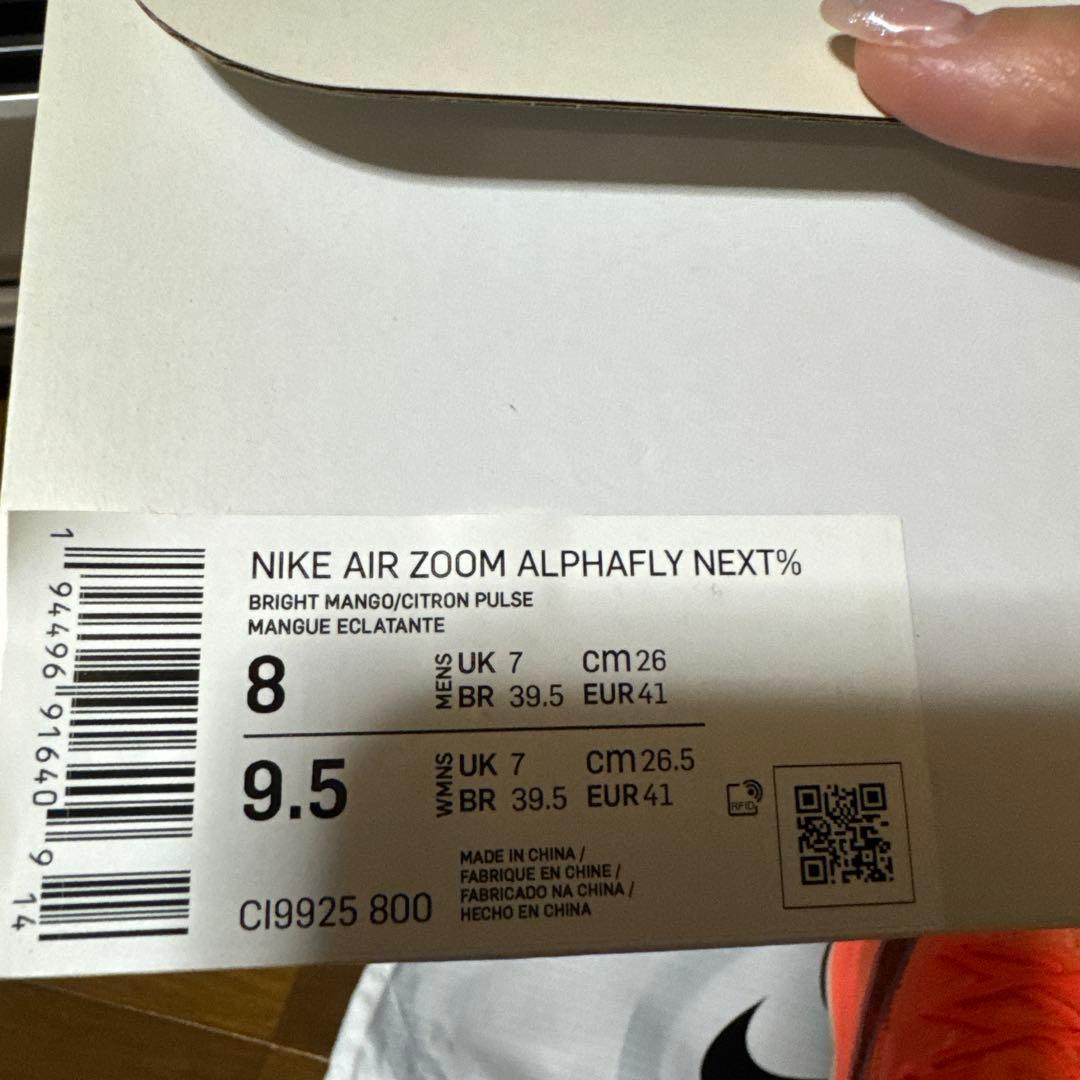 NIKE AIR ZOOM ALPHAFLY NEXT%
BRIGHT MANGO/CITRON PULSE
MANGUE ECLATANTE
8 MENS UK 7 cm 26
BR 39.5 EUR 41
9.5 WMNS UK 7 cm 26.5
BR 39.5 EUR 41
RFID
MADE IN CHINA /
FABRIQUE EN CHINE /
FABRICADO NA CHINA /
HECHO EN CHINA
CI9925 800
1 94496 91640 9 14